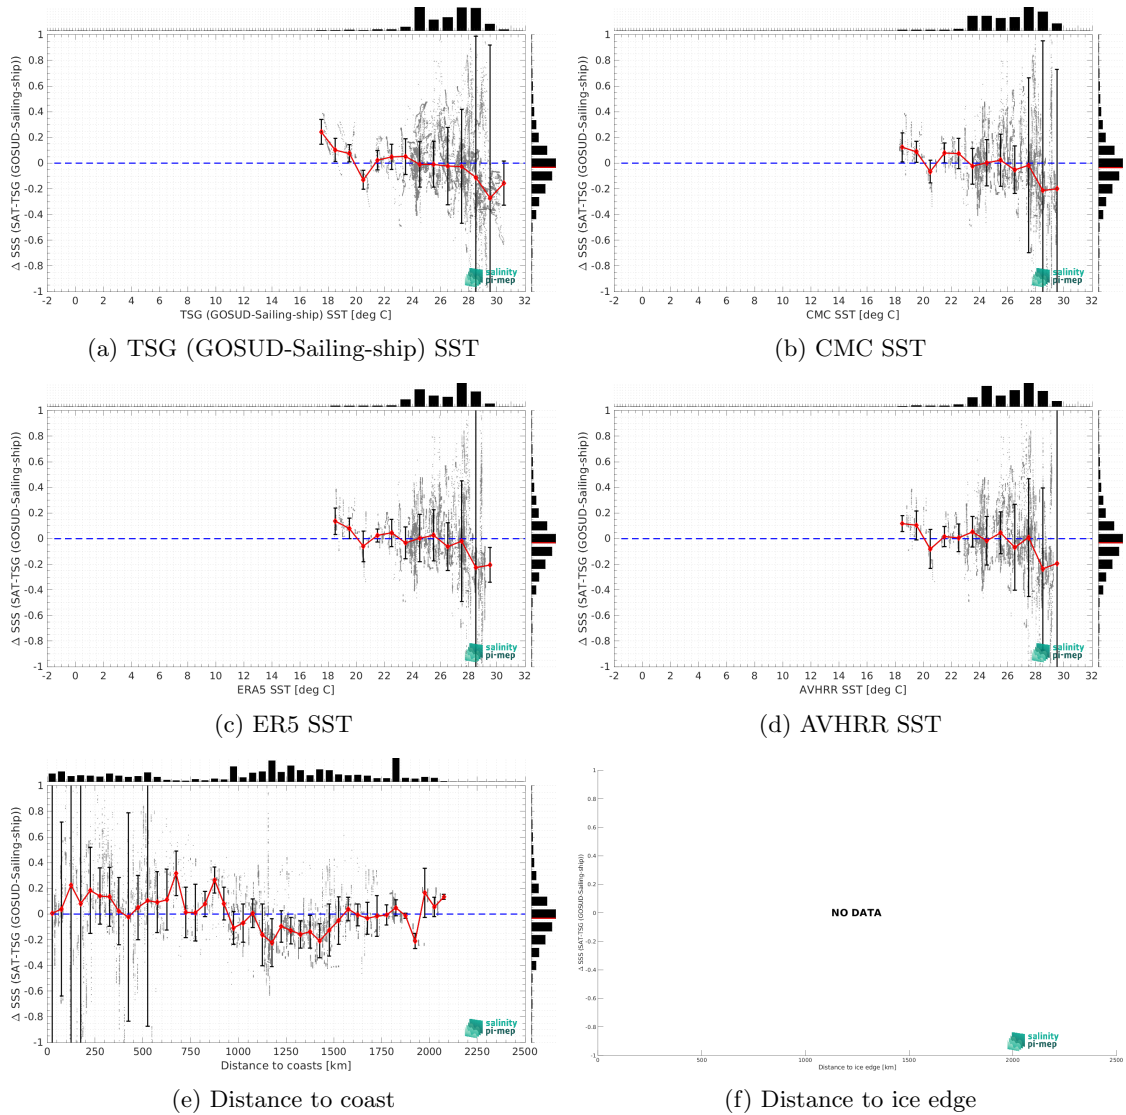 1
0.8
0.6
0.4
0.2
0
-0.2
-0.4
-0.6
-0.8
-1
Δ SSS (SAT-TSG (GOSUD-Sailing-ship))
-2 0 2 4 6 8 10 12 14 16 18 20 22 24 26 28 30 32
TSG (GOSUD-Sailing-ship) SST [deg C]
salinity
pi-mep
(a) TSG (GOSUD-Sailing-ship) SST
1
0.8
0.6
0.4
0.2
0
-0.2
-0.4
-0.6
-0.8
-1
Δ SSS (SAT-TSG (GOSUD-Sailing-ship))
-2 0 2 4 6 8 10 12 14 16 18 20 22 24 26 28 30 32
CMC SST [deg C]
salinity
pi-mep
(b) CMC SST
1
0.8
0.6
0.4
0.2
0
-0.2
-0.4
-0.6
-0.8
-1
Δ SSS (SAT-TSG (GOSUD-Sailing-ship))
-2 0 2 4 6 8 10 12 14 16 18 20 22 24 26 28 30 32
ERA5 SST [deg C]
salinity
pi-mep
(c) ER5 SST
1
0.8
0.6
0.4
0.2
0
-0.2
-0.4
-0.6
-0.8
-1
Δ SSS (SAT-TSG (GOSUD-Sailing-ship))
-2 0 2 4 6 8 10 12 14 16 18 20 22 24 26 28 30 32
AVHRR SST [deg C]
salinity
pi-mep
(d) AVHRR SST
1
0.8
0.6
0.4
0.2
0
-0.2
-0.4
-0.6
-0.8
-1
Δ SSS (SAT-TSG (GOSUD-Sailing-ship))
0 250 500 750 1000 1250 1500 1750 2000 2250 2500
Distance to coasts [km]
salinity
pi-mep
(e) Distance to coast
1
0.8
0.6
0.4
0.2
0
-0.2
-0.4
-0.6
-0.8
-1
Δ SSS (SAT-TSG (GOSUD-Sailing-ship))
NO DATA
0 500 1000 1500 2000 2500
Distance to ice edge [km]
salinity
pi-mep
(f) Distance to ice edge